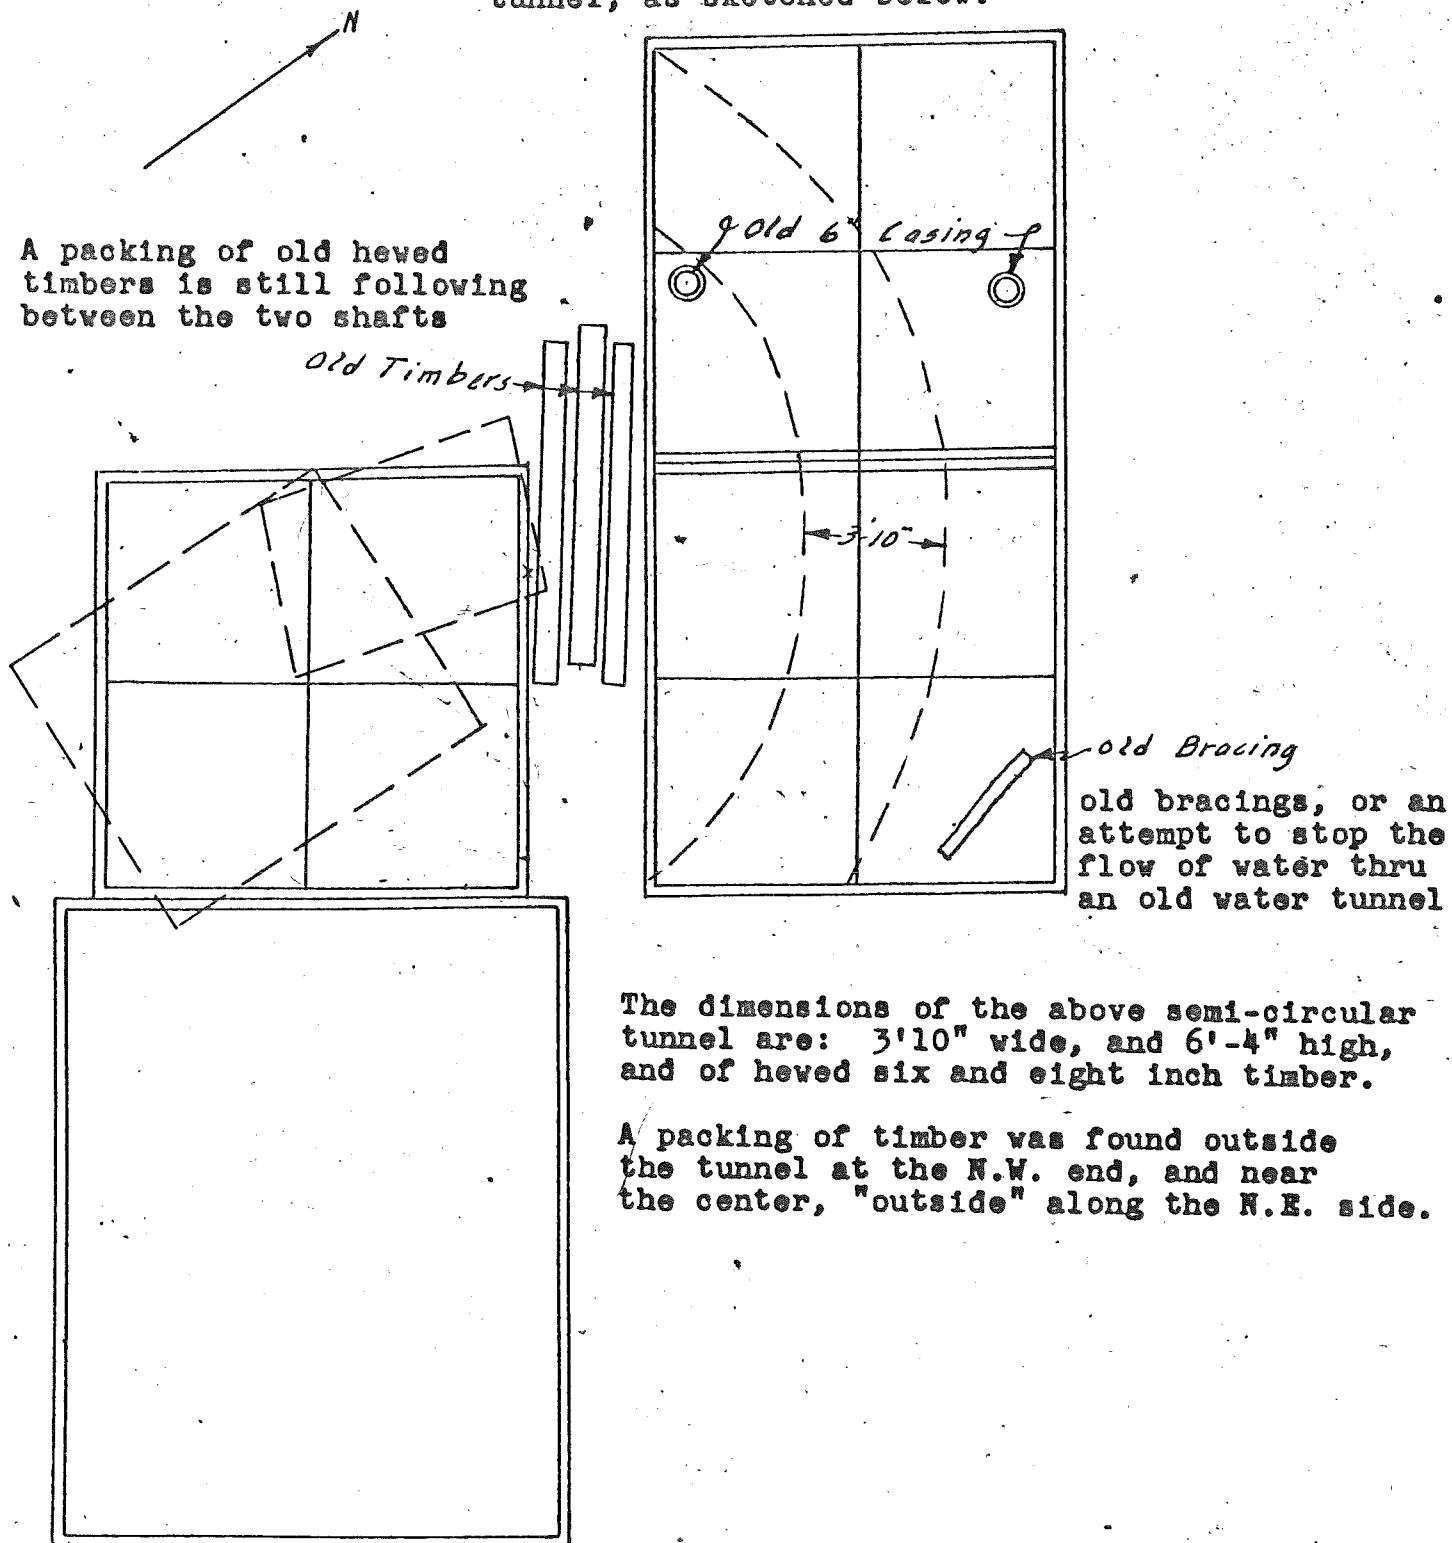 tunnel, as sketched below.
N
Old 6" Casing
A packing of old hewed
timbers is still following
between the two shafts
Old Timbers
3'10"
old Bracing
old bracings, or an
attempt to stop the
flow of water thru
an old water tunnel
The dimensions of the above semi-circular
tunnel are: 3'10" wide, and 6'-4" high,
and of hewed six and eight inch timber.
A packing of timber was found outside
the tunnel at the N.W. end, and near
the center, "outside" along the N.E. side.